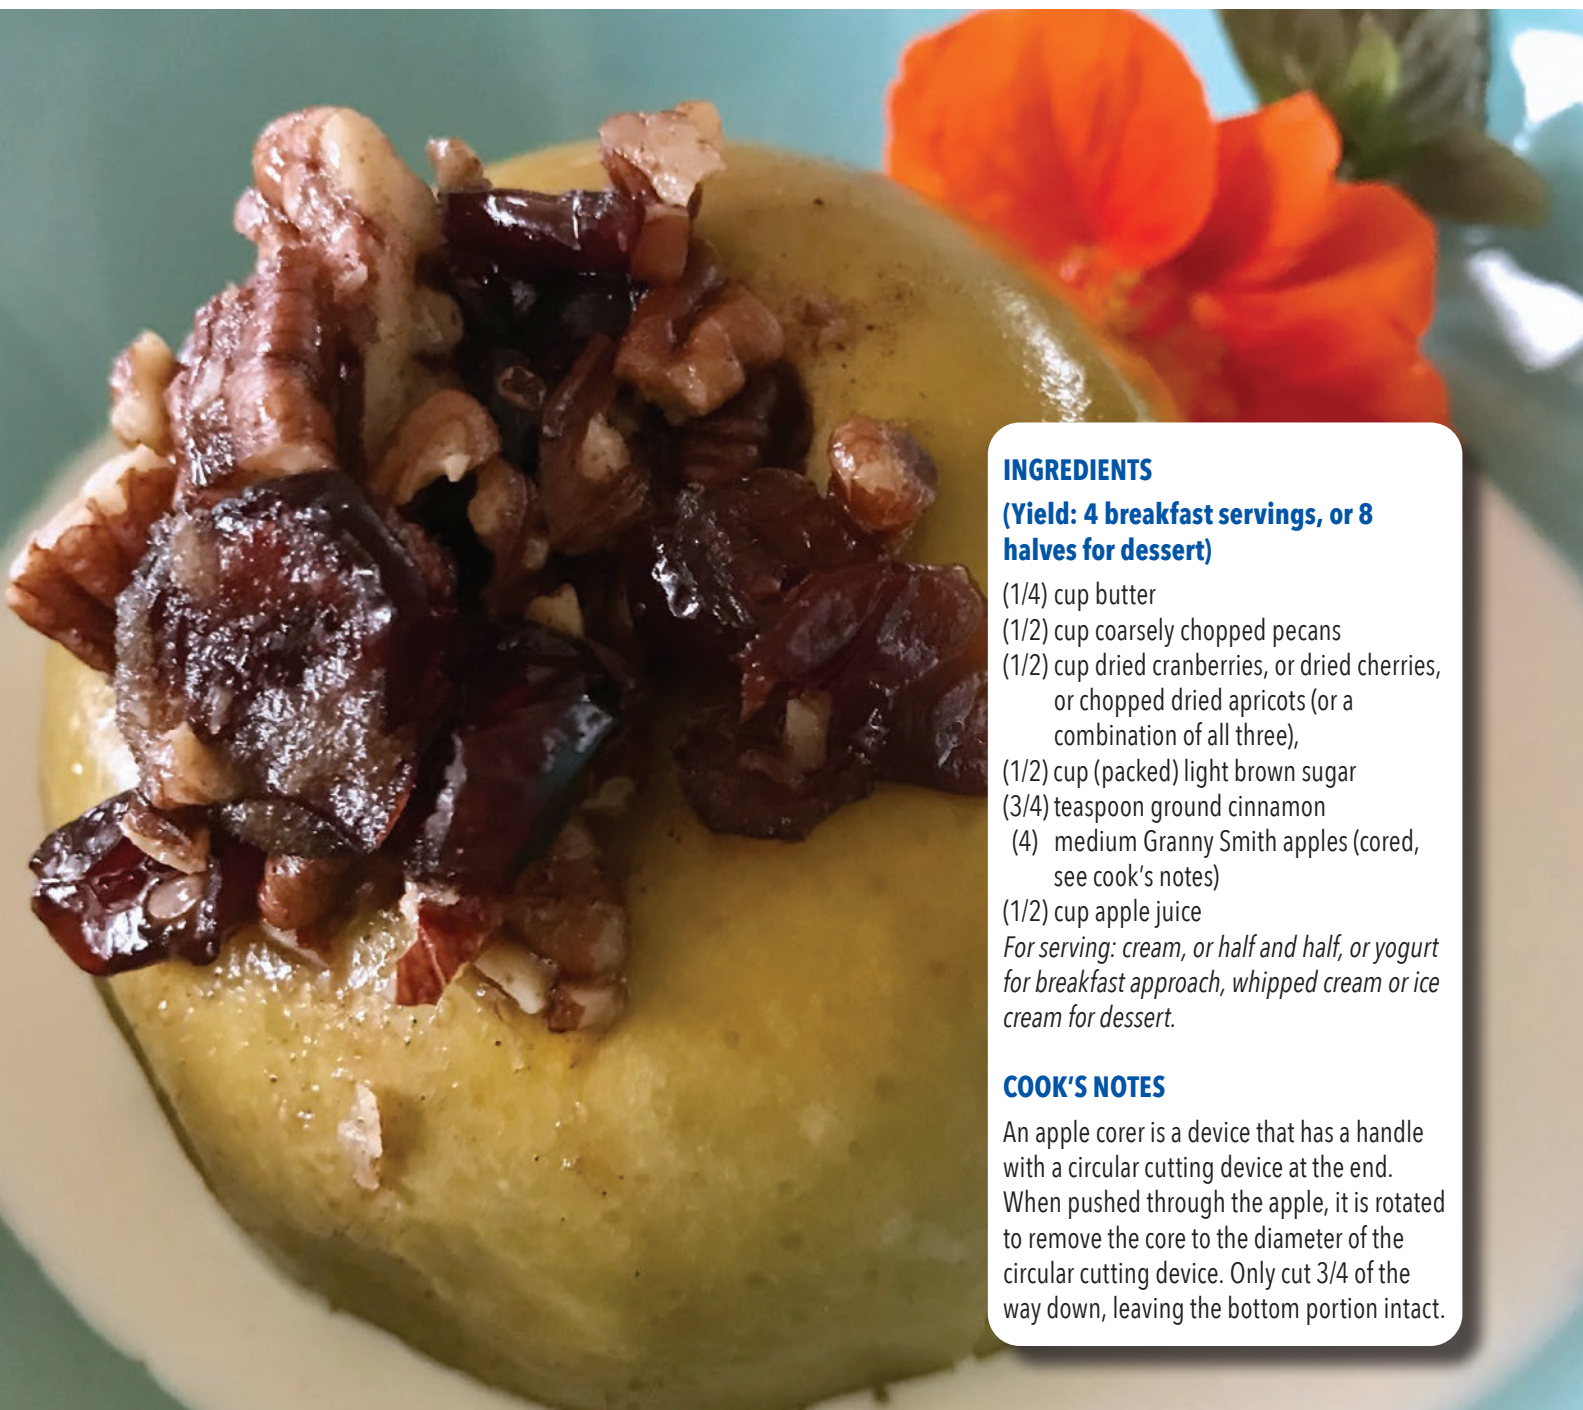 INGREDIENTS
(Yield: 4 breakfast servings, or 8
halves for dessert)
(1/4) cup butter
(1/2) cup coarsely chopped pecans
(1/2) cup dried cranberries, or dried cherries,
or chopped dried apricots (or a
combination of all three),
(1/2) cup (packed) light brown sugar
(3/4) teaspoon ground cinnamon
(4) medium Granny Smith apples (cored,
see cook's notes)
(1/2) cup apple juice
For serving: cream, or half and half, or yogurt
for breakfast approach, whipped cream or ice
cream for dessert.
COOK'S NOTES
An apple corer is a device that has a handle
with a circular cutting device at the end.
When pushed through the apple, it is rotated
to remove the core to the diameter of the
circular cutting device. Only cut 3/4 of the
way down, leaving the bottom portion intact.